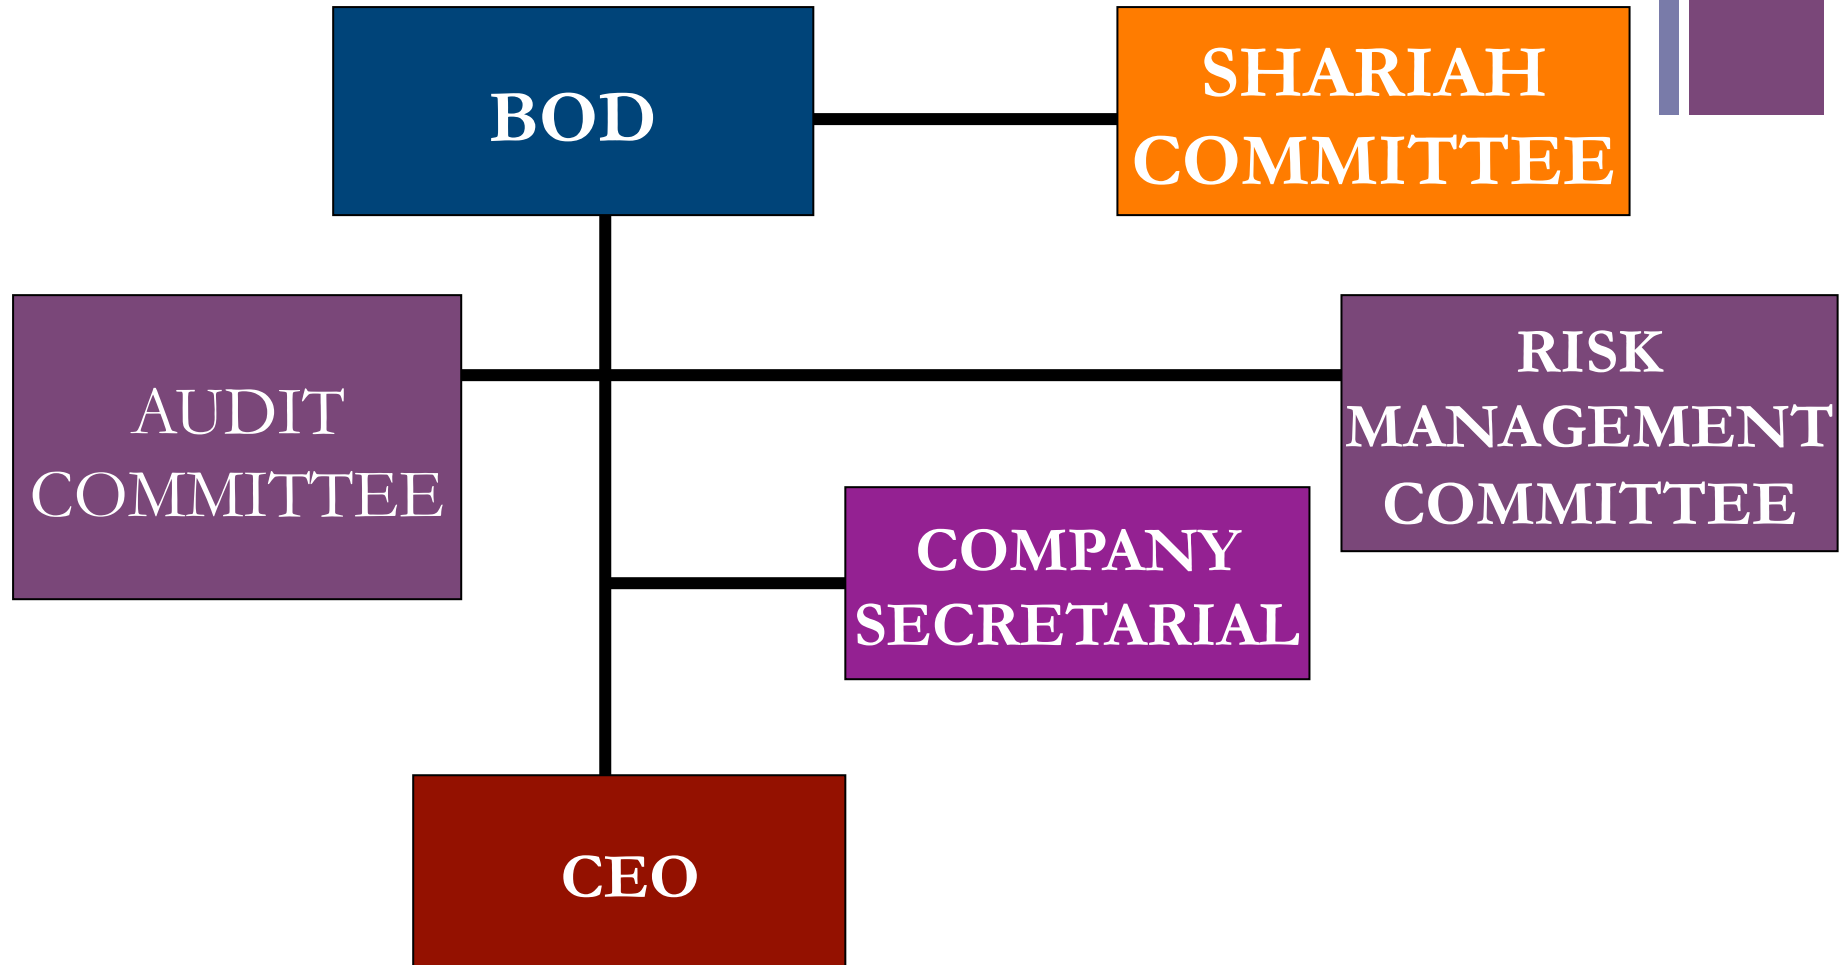 BOD
SHARIAH
COMMITTEE
AUDIT
COMMITTEE
RISK
MANAGEMENT
COMMITTEE
COMPANY
SECRETARIAL
CEO